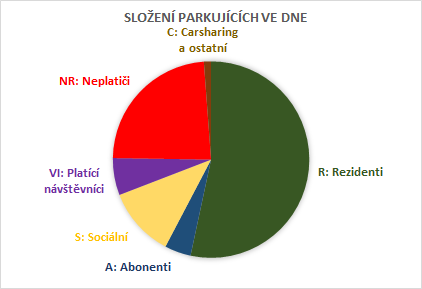 SLOŽENÍ PARKUJÍCÍCH VE DNE
C: Carsharing
a ostatní
NR: Neplatiči
R: Rezidenti
VI: Platící
návštěvníci
S: Sociální
A: Abonenti